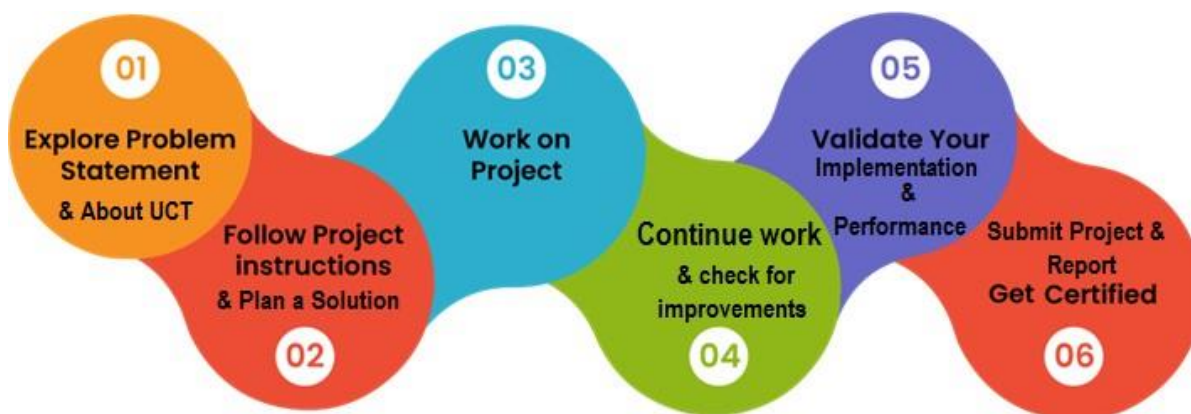 01
Explore Problem
Statement
& About UCT
Follow Project
instructions
& Plan a Solution
02
03
Work on
Project
Continue work
& check for
improvements
04
05
Validate Your
Implementation
&
Performance
Submit Project &
Report
Get Certified
06